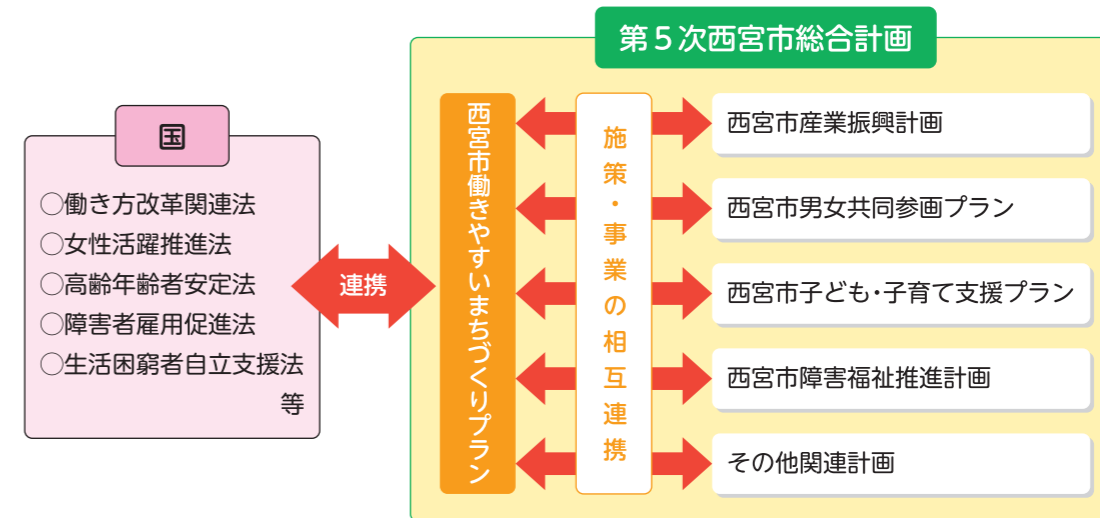 第5次西宮市総合計画
国
○働き方改革関連法
○女性活躍推進法
○高齢年齢者安定法
○障害者雇用促進法
○生活困窮者自立支援法
等
連携
西宮市働きやすいまちづくりプラン
施策・事業の相互連携
西宮市産業振興計画
西宮市男女共同参画プラン
西宮市子ども・子育て支援プラン
西宮市障害福祉推進計画
その他関連計画